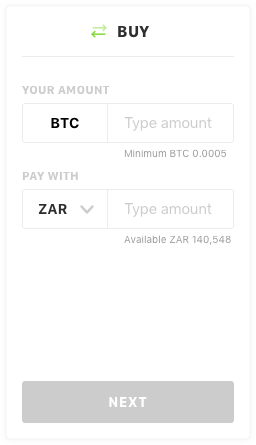 BUY
YOUR AMOUNT
BTC Type amount
Minimum BTC 0.0005
PAY WITH
ZAR Type amount
Available ZAR 140,548
NEXT